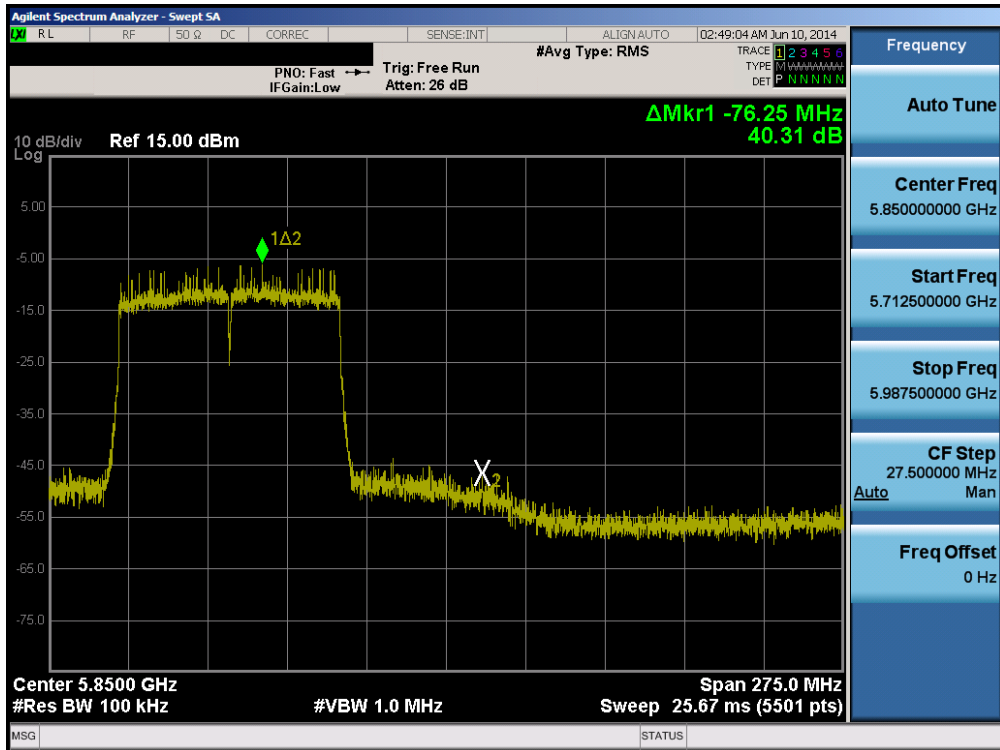 Agilent Spectrum Analyzer - Swept SA
LXI RL RF 50 Ω DC CORREC SENSE:INT ALIGN AUTO 02:49:04 AM Jun 10, 2014
#Avg Type: RMS TRACE 1 2 3 4 5 6
PNO: Fast Trig: Free Run TYPE M WWWWW
IFGain:Low Atten: 26 dB DET P N N N N N
ΔMkr1 -76.25 MHz
40.31 dB
10 dB/div Ref 15.00 dBm
Log
5.00
1Δ2
-5.00
-15.0
-25.0
-35.0
-45.0
X2
-55.0
-65.0
-75.0
Center 5.8500 GHz Span 275.0 MHz
#Res BW 100 kHz #VBW 1.0 MHz Sweep 25.67 ms (5501 pts)
MSG STATUS
Frequency
Auto Tune
Center Freq
5.850000000 GHz
Start Freq
5.712500000 GHz
Stop Freq
5.987500000 GHz
CF Step
27.500000 MHz
Auto Man
Freq Offset
0 Hz